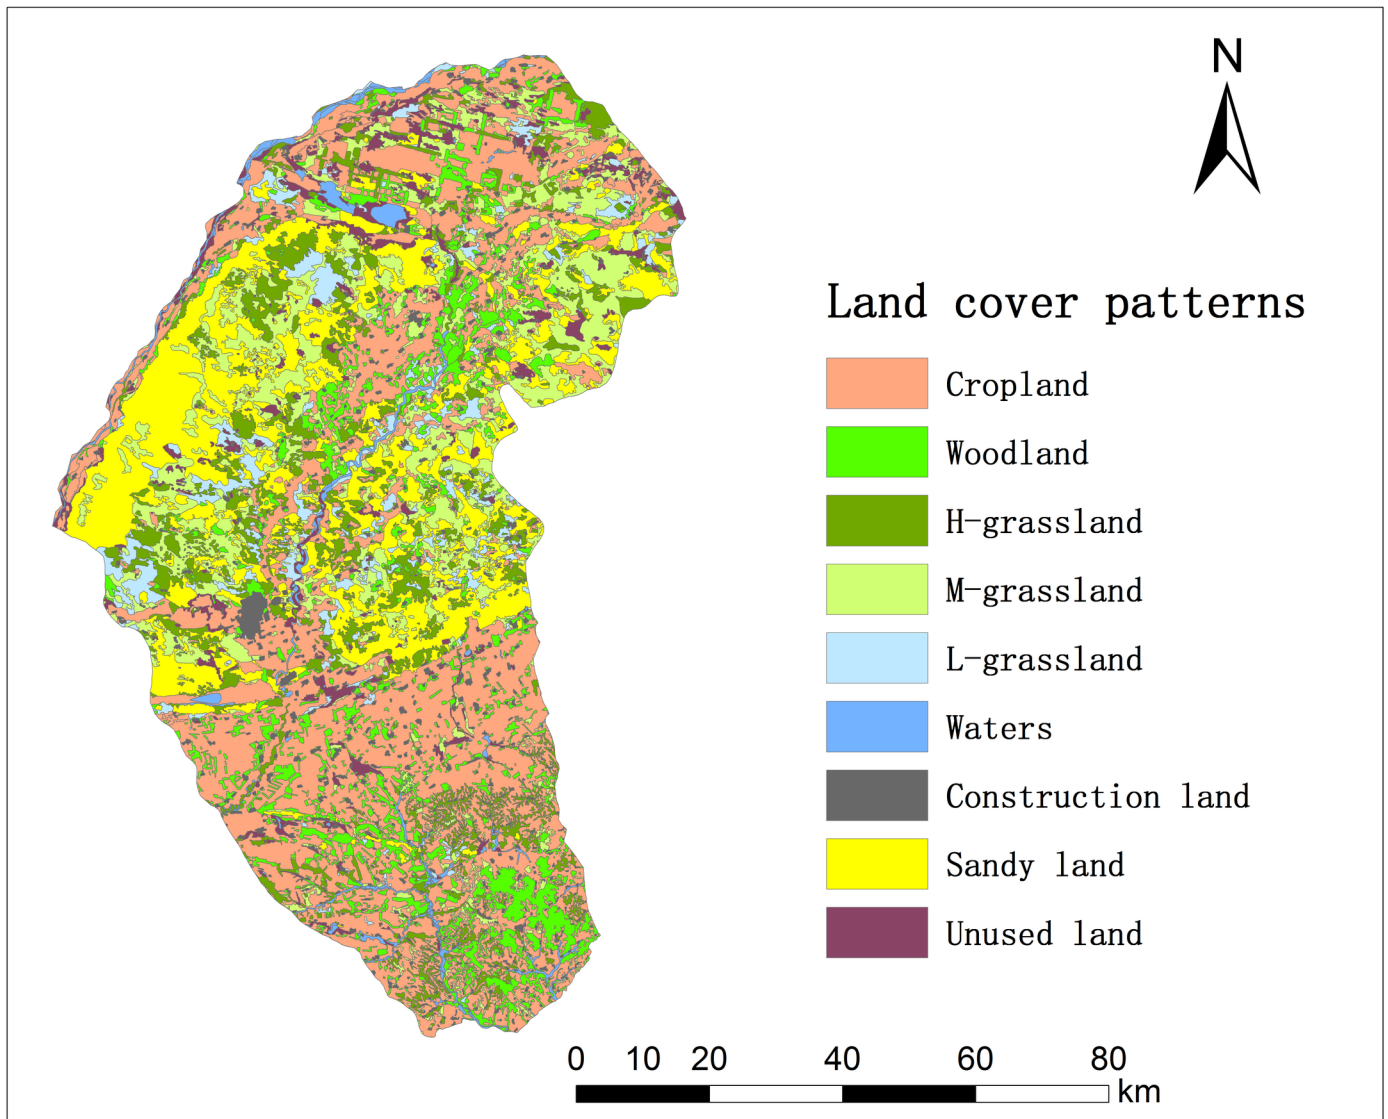 N
Land cover patterns
Cropland
Woodland
H-grassland
M-grassland
L-grassland
Waters
Construction land
Sandy land
Unused land
0 10 20 40 60 80
km